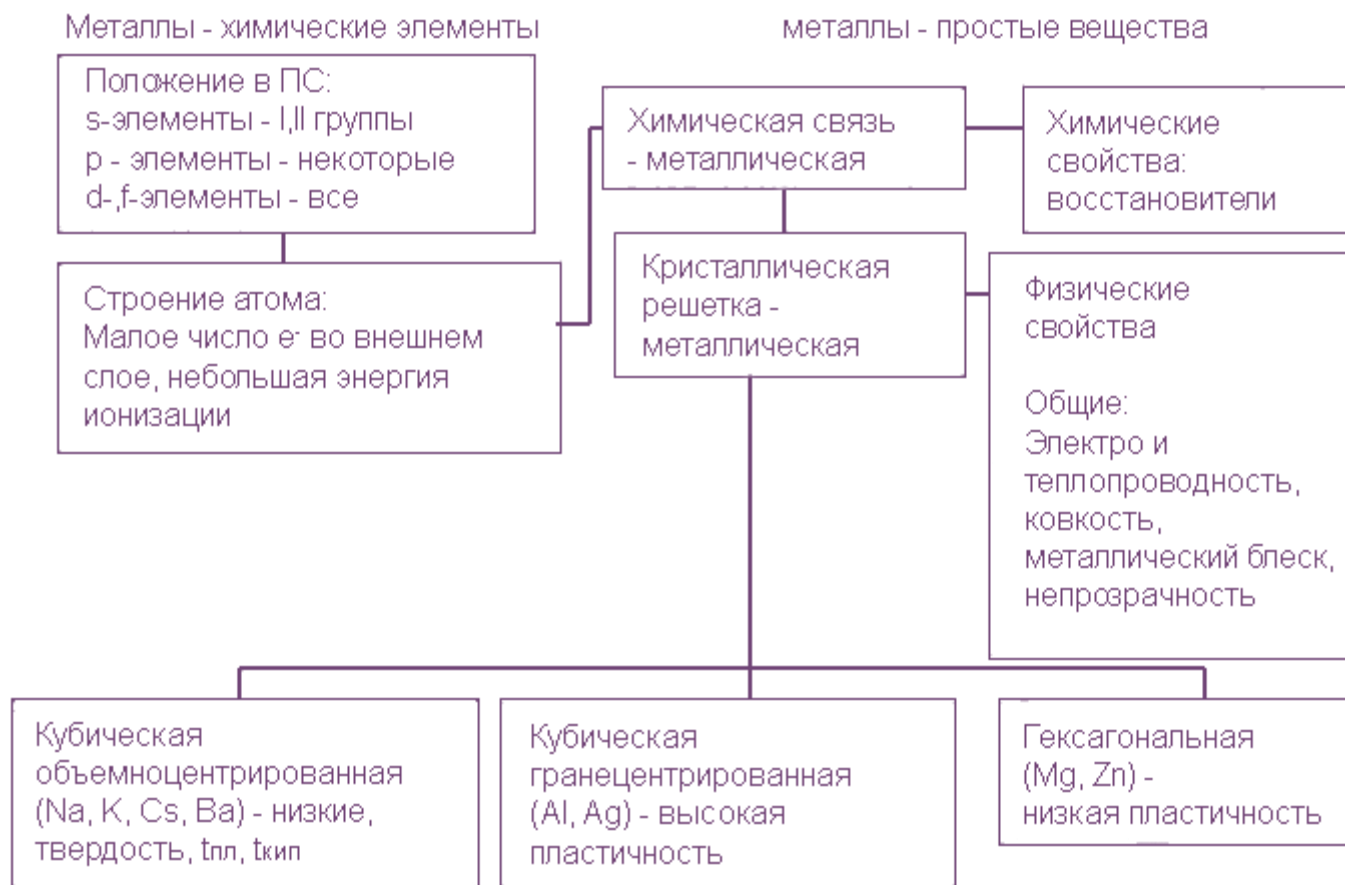 Металлы - химические элементы
металлы - простые вещества
Положение в ПС:
s-элементы - I,II группы
p - элементы - некоторые
d-,f-элементы - все
Строение атома:
Малое число е- во внешнем
слое, небольшая энергия
ионизации
Химическая связь
- металлическая
Химические
свойства:
восстановители
Кристаллическая
решетка -
металлическая
Физические
свойства
Общие:
Электро и
теплопроводность,
ковкость,
металлический блеск,
непрозрачность
Кубическая
объемноцентрированная
(Na, K, Cs, Ba) - низкие,
твердость, tпл, tкип
Кубическая
гранецентрированная
(Al, Ag) - высокая
пластичность
Гексагональная
(Mg, Zn) -
низкая пластичность